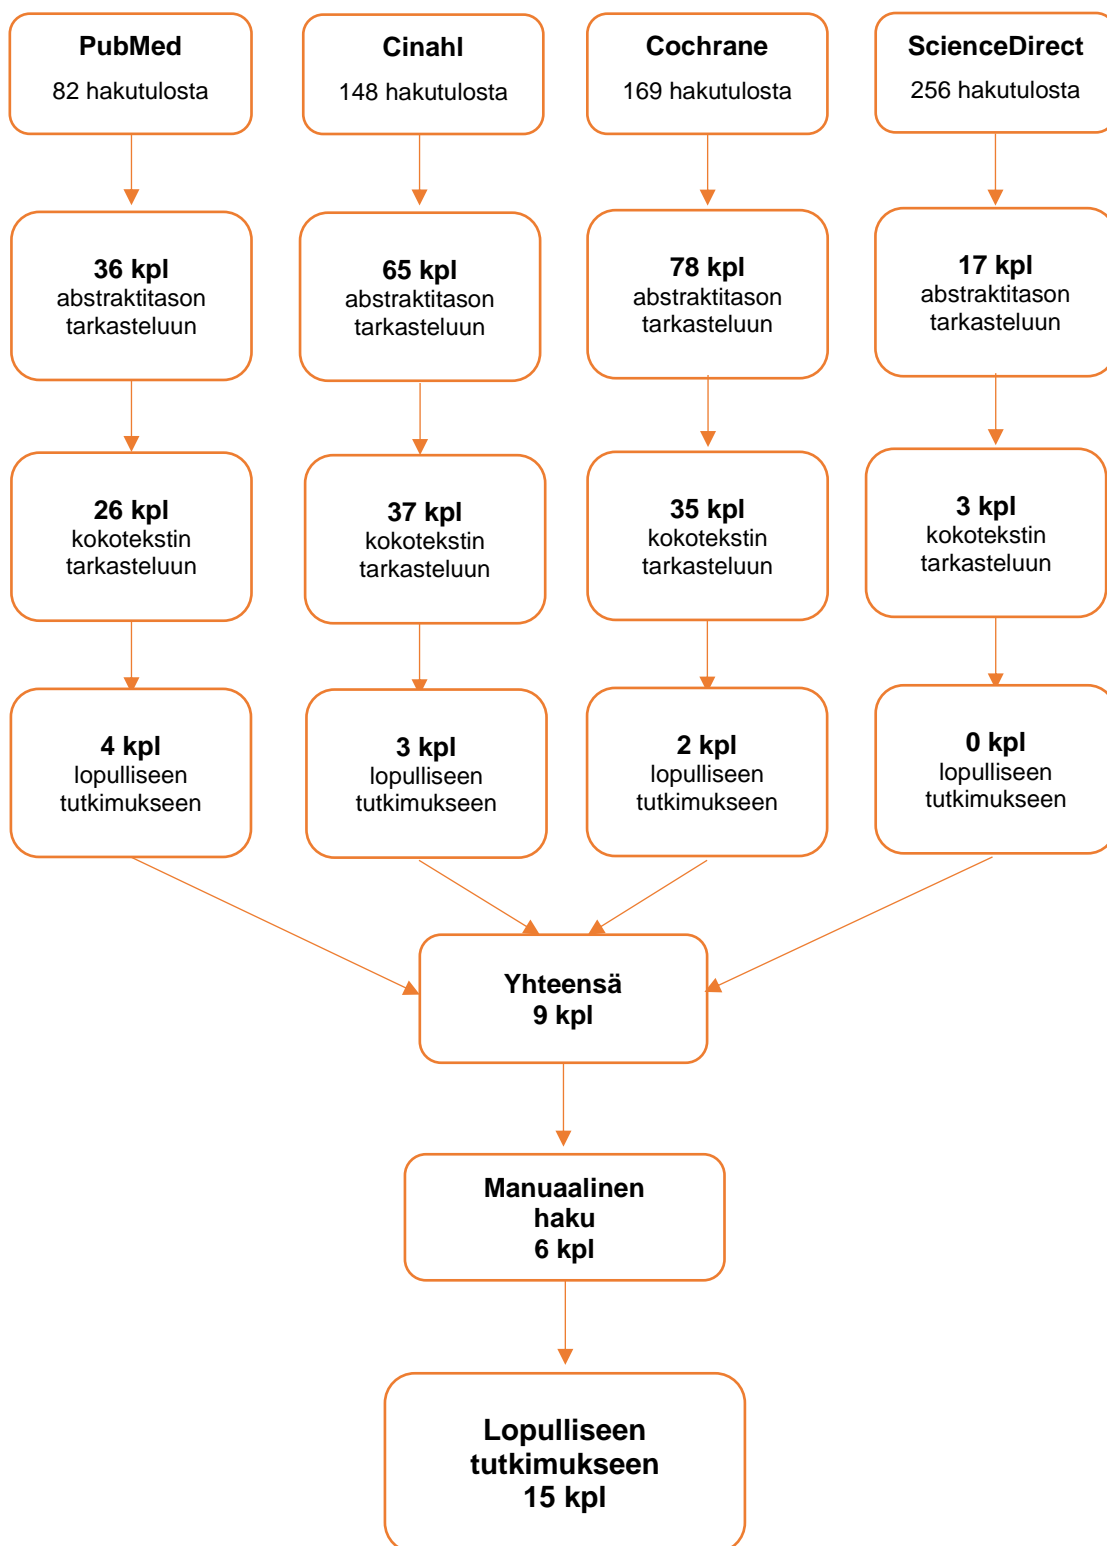 PubMed
82 hakutulosta
Cinahl
148 hakutulosta
Cochrane
169 hakutulosta
ScienceDirect
256 hakutulosta
36 kpl
abstraktitason
tarkasteluun
65 kpl
abstraktitason
tarkasteluun
78 kpl
abstraktitason
tarkasteluun
17 kpl
abstraktitason
tarkasteluun
26 kpl
kokotekstin
tarkasteluun
37 kpl
kokotekstin
tarkasteluun
35 kpl
kokotekstin
tarkasteluun
3 kpl
kokotekstin
tarkasteluun
4 kpl
lopulliseen
tutkimukseen
3 kpl
lopulliseen
tutkimukseen
2 kpl
lopulliseen
tutkimukseen
0 kpl
lopulliseen
tutkimukseen
Yhteensä
9 kpl
Manuaalinen
haku
6 kpl
Lopulliseen
tutkimukseen
15 kpl